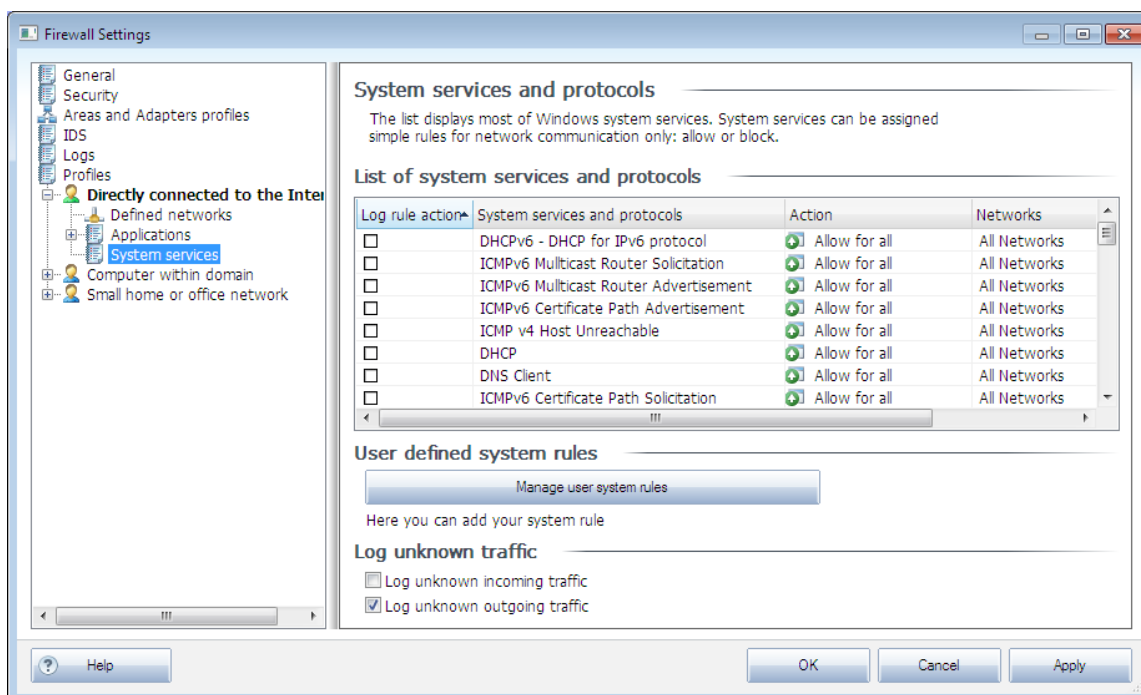 Firewall Settings
General
Security
Areas and Adapters profiles
IDS
Logs
Profiles
Directly connected to the Inter
Defined networks
Applications
System services
Computer within domain
Small home or office network
System services and protocols
The list displays most of Windows system services. System services can be assigned
simple rules for network communication only: allow or block.
List of system services and protocols
Log rule action System services and protocols Action Networks
DHCPv6 - DHCP for IPv6 protocol Allow for all All Networks
ICMPv6 Mullticast Router Solicitation Allow for all All Networks
ICMPv6 Mullticast Router Advertisement Allow for all All Networks
ICMPv6 Certificate Path Advertisement Allow for all All Networks
ICMP v4 Host Unreachable Allow for all All Networks
DHCP Allow for all All Networks
DNS Client Allow for all All Networks
ICMPv6 Certificate Path Solicitation Allow for all All Networks
User defined system rules
Manage user system rules
Here you can add your system rule
Log unknown traffic
Log unknown incoming traffic
Log unknown outgoing traffic
? Help OK Cancel Apply